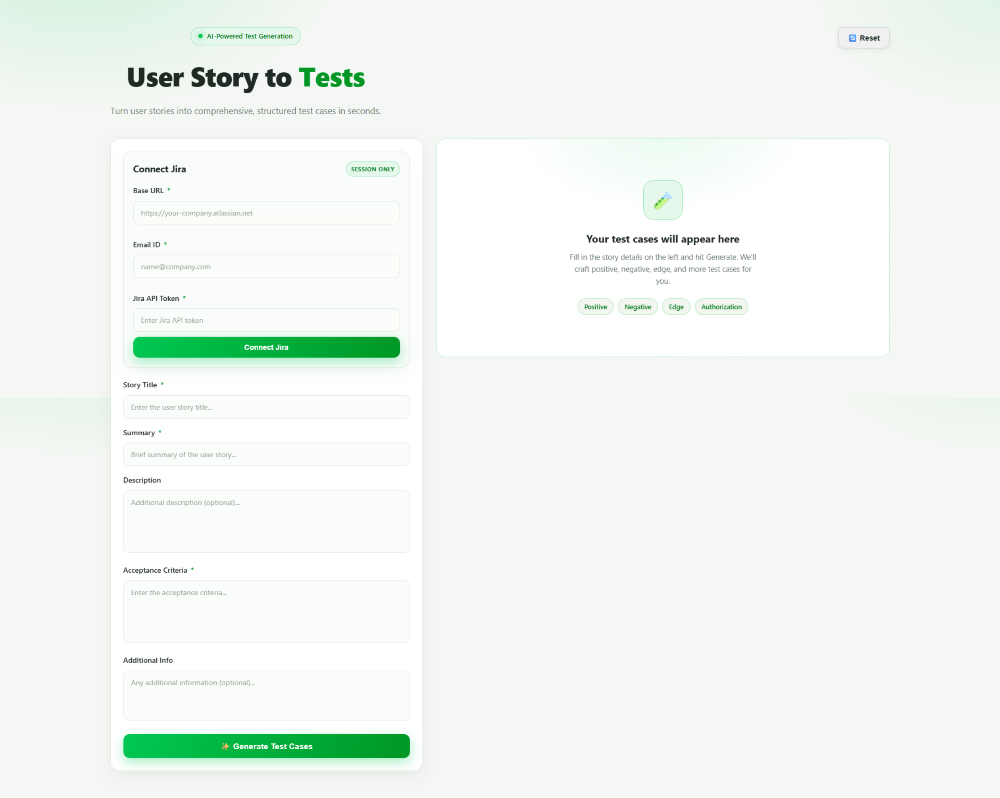 AI-Powered Test Generation
Reset
User Story to Tests
Turn user stories into comprehensive, structured test cases in seconds.
Connect Jira
SESSION ONLY
Base URL *
https://your-company.atlassian.net
Email ID *
name@company.com
Jira API Token *
Enter Jira API token
Connect Jira
Story Title *
Enter the user story title...
Summary *
Brief summary of the user story...
Description
Additional description (optional)...
Acceptance Criteria *
Enter the acceptance criteria...
Additional Info
Any additional information (optional)...
Generate Test Cases
Your test cases will appear here
Fill in the story details on the left and hit Generate. We'll
craft positive, negative, edge, and more test cases for
you.
Positive
Negative
Edge
Authorization